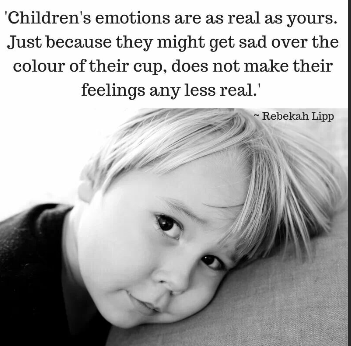 'Children's emotions are as real as yours.
Just because they might get sad over the
colour of their cup, does not make their
feelings any less real.'
~ Rebekah Lipp